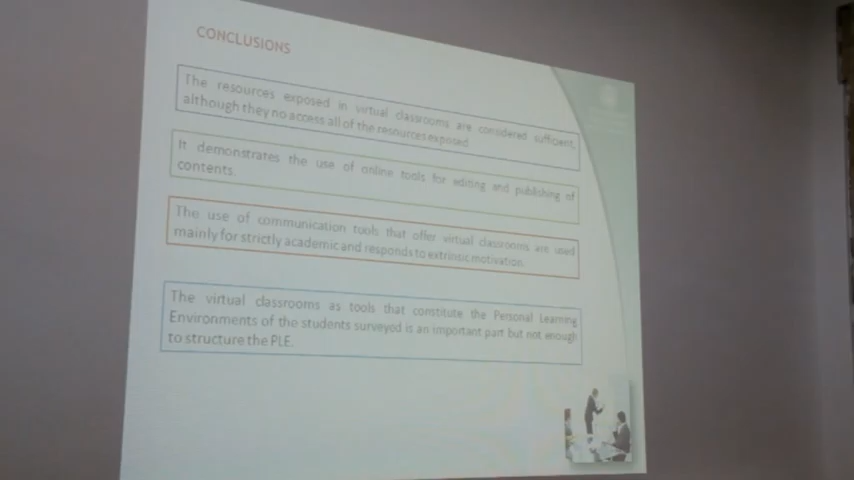 CONCLUSIONS
The resources exposed in virtual classrooms are considered sufficient,
although they no access all of the resources exposed.
It demonstrates the use of online tools for editing and publishing of
contents.
The use of communication tools that offer virtual classrooms are used
mainly for strictly academic and responds to extrinsic motivation.
The virtual classrooms as tools that constitute the Personal Learning
Environments of the students surveyed is an important part but not enough
to structure the PLE.